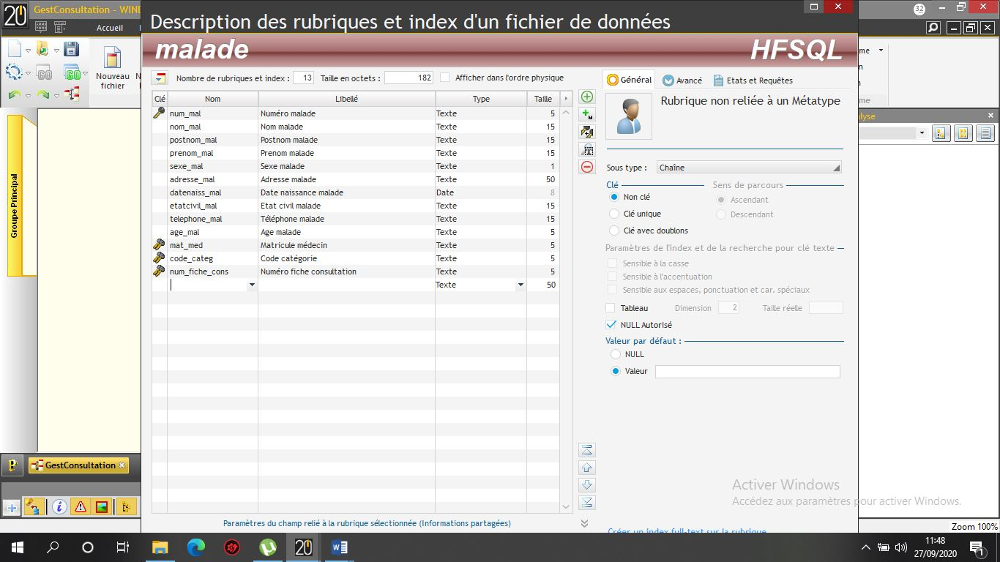 20 GestConsultation - WIN
Description des rubriques et index d'un fichier de données
32
Accueil
malade HFSQL
GO
Nouveau
fichier
Nombre de rubriques et index : 13 Taille en octets : 182 Afficher dans l'ordre physique
Général Avancé Etats et Requêtes
Clé Nom Libellé Type Taille
Rubrique non reliée à un Métatype
num_mal Numéro malade Texte 5
nom_mal Nom malade Texte 15
postnom_mal Postnom malade Texte 15
prenom_mal Prenom malade Texte 15
sexe_mal Sexe malade Texte 1
adresse_mal Adresse malade Texte 50
datenaiss_mal Date naissance malade Date 8
etatcivil_mal Etat civil malade Texte 15
telephone_mal Téléphone malade Texte 15
age_mal Age malade Texte 5
mat_med Matricule médecin Texte 5
code_categ Code catégorie Texte 5
num_fiche_cons Numéro fiche consultation Texte 5
Texte 50
Sous type : Chaîne
Clé Sens de parcours
Non clé Ascendant
Clé unique Descendant
Clé avec doublons
Paramètres de l'index et de la recherche pour clé texte
Sensible à la casse
Sensible à l'accentuation
Sensible aux espaces, ponctuation et car. spéciaux
Tableau Dimension 2 Taille réelle
NULL Autorisé
Valeur par défaut :
NULL
Valeur
me
n
me
alyse
Groupe Principal
GestConsultation
Paramètres du champ relié à la rubrique sélectionnée (Informations partagées)
Créer un index full-text sur la rubrique
Activer Windows
Accédez aux paramètres pour activer Windows.
Zoom 100%
20
11:48
27/09/2020
1